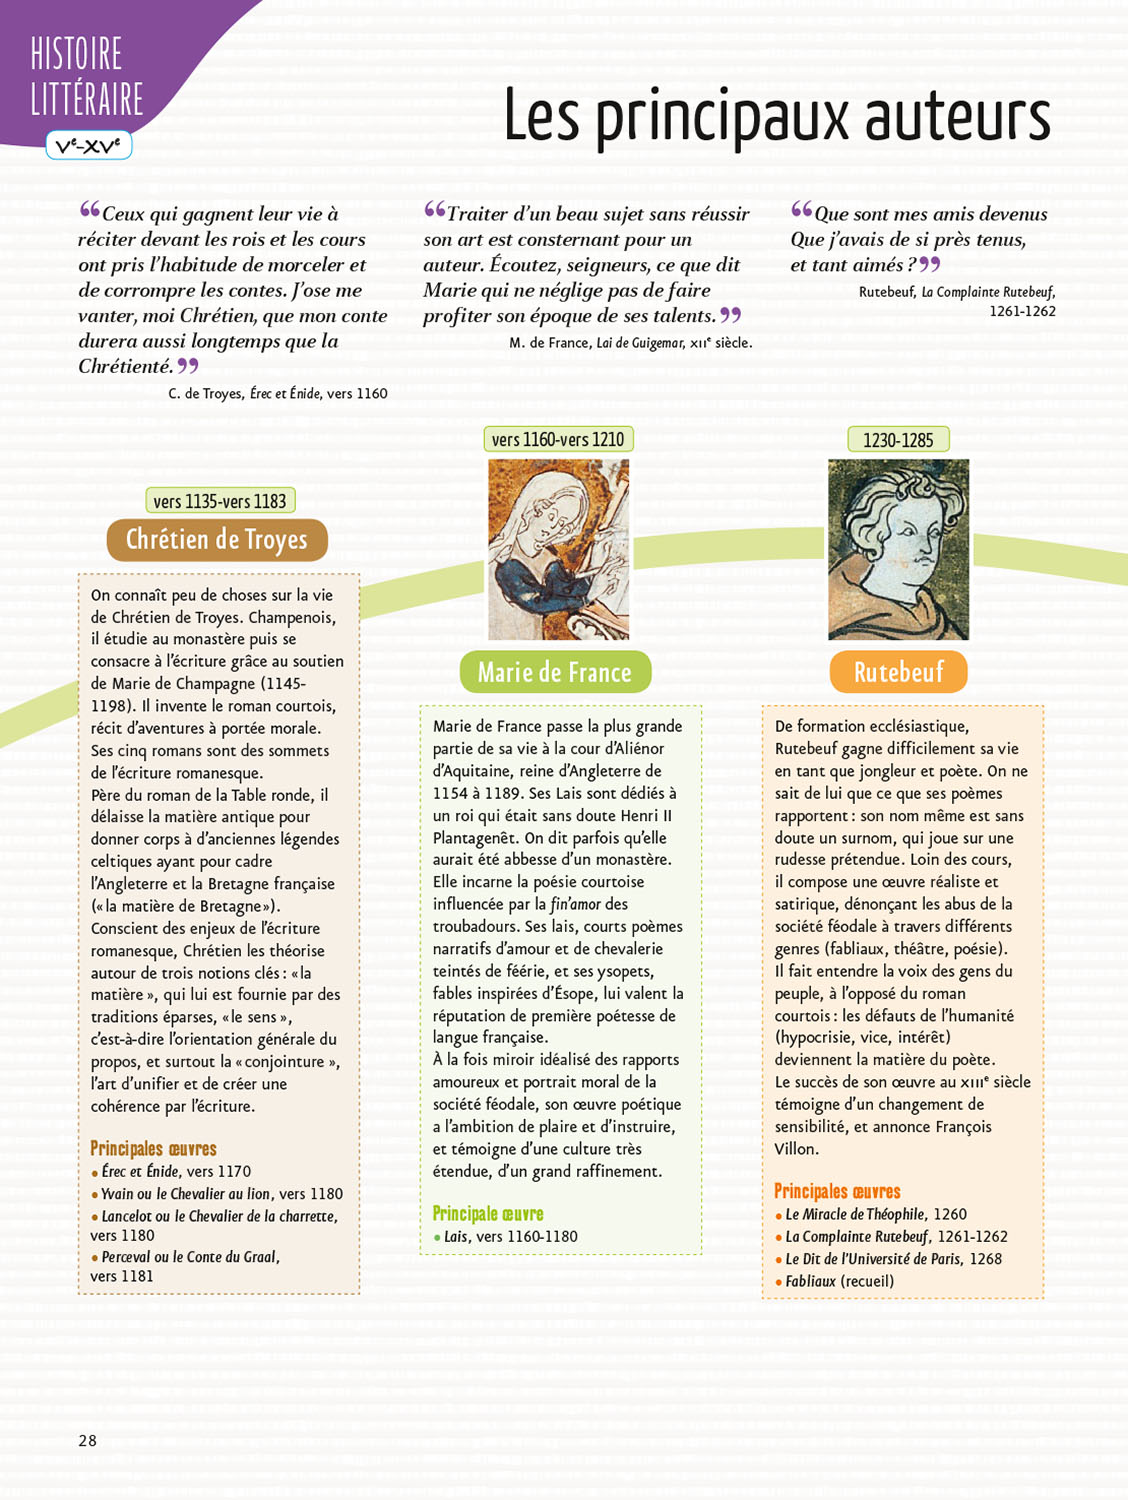 HISTOIRE
LITTÉRAIRE
Ve-XVe
Les principaux auteurs
“Ceux qui gagnent leur vie à
réciter devant les rois et les cours
ont pris l’habitude de morceler et
de corrompre les contes. J’ose me
vanter, moi Chrétien, que mon conte
durera aussi longtemps que la
Chrétienté.”
C. de Troyes, Érec et Énide, vers 1160
“Traiter d’un beau sujet sans réussir
son art est consternant pour un
auteur. Écoutez, seigneurs, ce que dit
Marie qui ne néglige pas de faire
profiter son époque de ses talents.”
M. de France, Lai de Guigemar, XIIe siècle.
“Que sont mes amis devenus
Que j’avais de si près tenus,
et tant aimés ?”
Rutebeuf, La Complainte Rutebeuf,
1261-1262
vers 1135-vers 1183
Chrétien de Troyes
On connaît peu de choses sur la vie
de Chrétien de Troyes. Champenois,
il étudie au monastère puis se
consacre à l’écriture grâce au soutien
de Marie de Champagne (1145-
1198). Il invente le roman courtois,
récit d’aventures à portée morale.
Ses cinq romans sont des sommets
de l’écriture romanesque.
Père du roman de la Table ronde, il
délaisse la matière antique pour
donner corps à d’anciennes légendes
celtiques ayant pour cadre
l’Angleterre et la Bretagne française
(« la matière de Bretagne »).
Conscient des enjeux de l’écriture
romanesque, Chrétien les théorise
autour de trois notions clés : « la
matière », qui lui est fournie par des
traditions éparses, « le sens »,
c’est-à-dire l’orientation générale du
propos, et surtout la « conjointure »,
l’art d’unifier et de créer une
cohérence par l’écriture.
Principales œuvres
• Érec et Énide, vers 1170
• Yvain ou le Chevalier au lion, vers 1180
• Lancelot ou le Chevalier de la charrette,
vers 1180
• Perceval ou le Conte du Graal,
vers 1181
vers 1160-vers 1210
Marie de France
Marie de France passe la plus grande
partie de sa vie à la cour d’Aliénor
d’Aquitaine, reine d’Angleterre de
1154 à 1189. Ses Lais sont dédiés à
un roi qui était sans doute Henri II
Plantagenêt. On dit parfois qu’elle
aurait été abbesse d’un monastère.
Elle incarne la poésie courtoise
influencée par la fin’amor des
troubadours. Ses lais, courts poèmes
narratifs d’amour et de chevalerie
teintés de féérie, et ses ysopets,
fables inspirées d’Ésope, lui valent la
réputation de première poétesse de
langue française.
À la fois miroir idéalisé des rapports
amoureux et portrait moral de la
société féodale, son œuvre poétique
a l’ambition de plaire et d’instruire,
et témoigne d’une culture très
étendue, d’un grand raffinement.
Principale œuvre
• Lais, vers 1160-1180
1230-1285
Rutebeuf
De formation ecclésiastique,
Rutebeuf gagne difficilement sa vie
en tant que jongleur et poète. On ne
sait de lui que ce que ses poèmes
rapportent : son nom même est sans
doute un surnom, qui joue sur une
rudesse prétendue. Loin des cours,
il compose une œuvre réaliste et
satirique, dénonçant les abus de la
société féodale à travers différents
genres (fabliaux, théâtre, poésie).
Il fait entendre la voix des gens du
peuple, à l’opposé du roman
courtois : les défauts de l’humanité
(hypocrisie, vice, intérêt)
deviennent la matière du poète.
Le succès de son œuvre au XIIIe siècle
témoigne d’un changement de
sensibilité, et annonce François
Villon.
Principales œuvres
• Le Miracle de Théophile, 1260
• La Complainte Rutebeuf, 1261-1262
• Le Dit de l’Université de Paris, 1268
• Fabliaux (recueil)
28